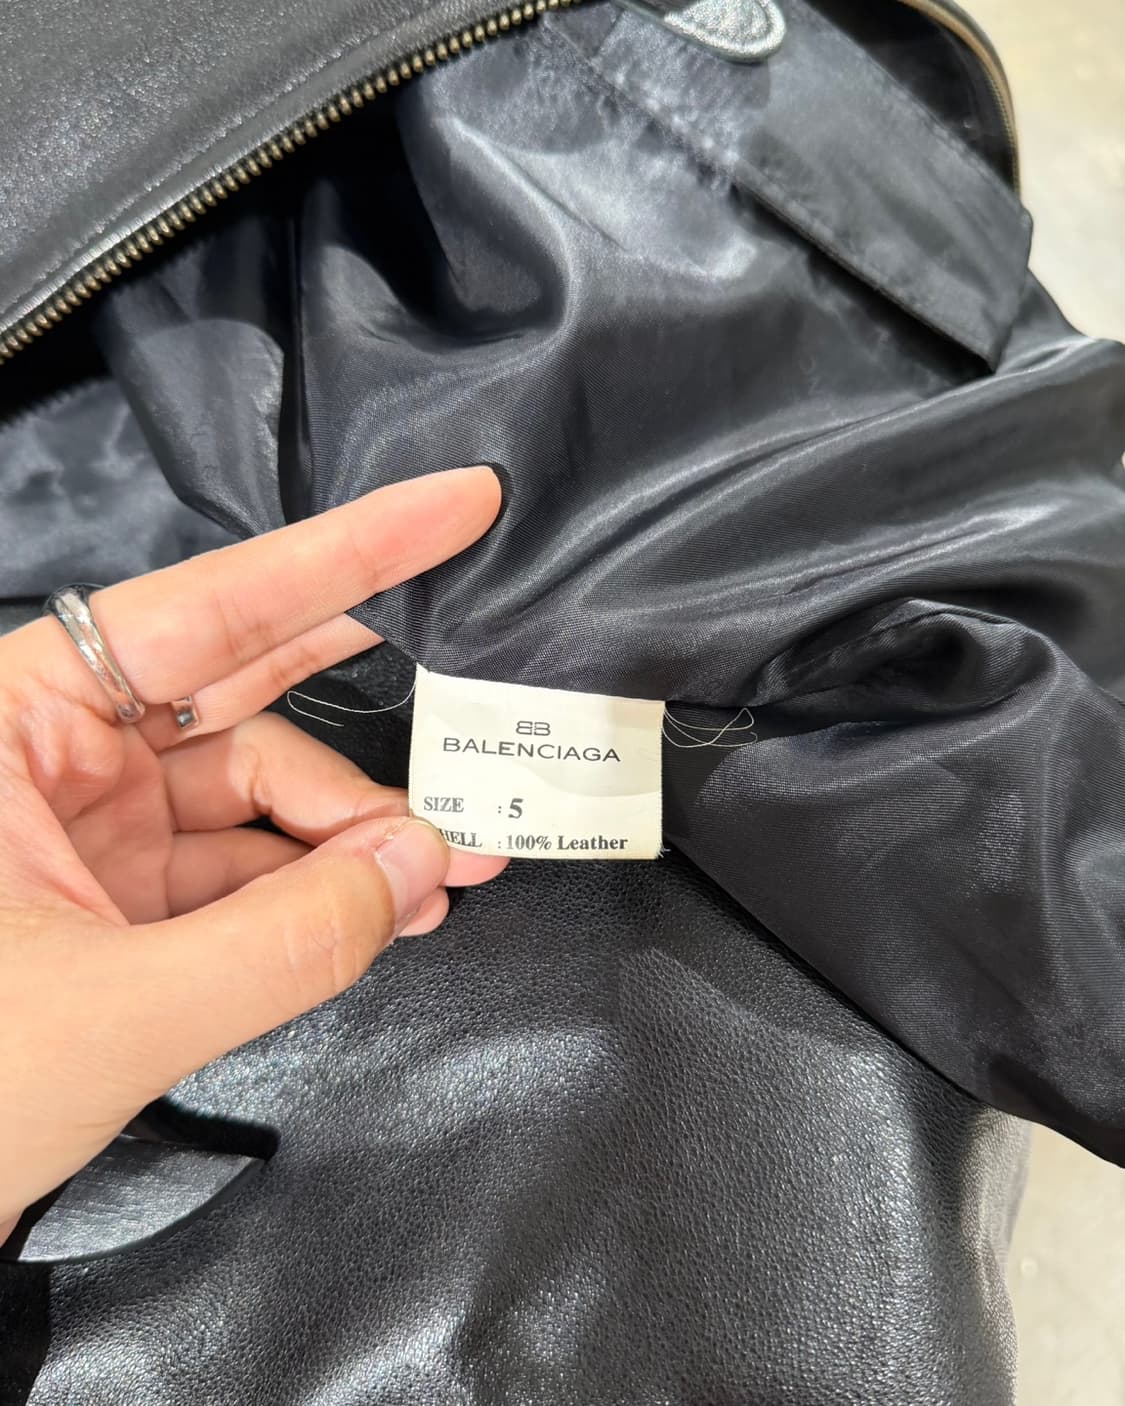 BB
BALENCIAGA
SIZE : 5
HELL : 100% Leather